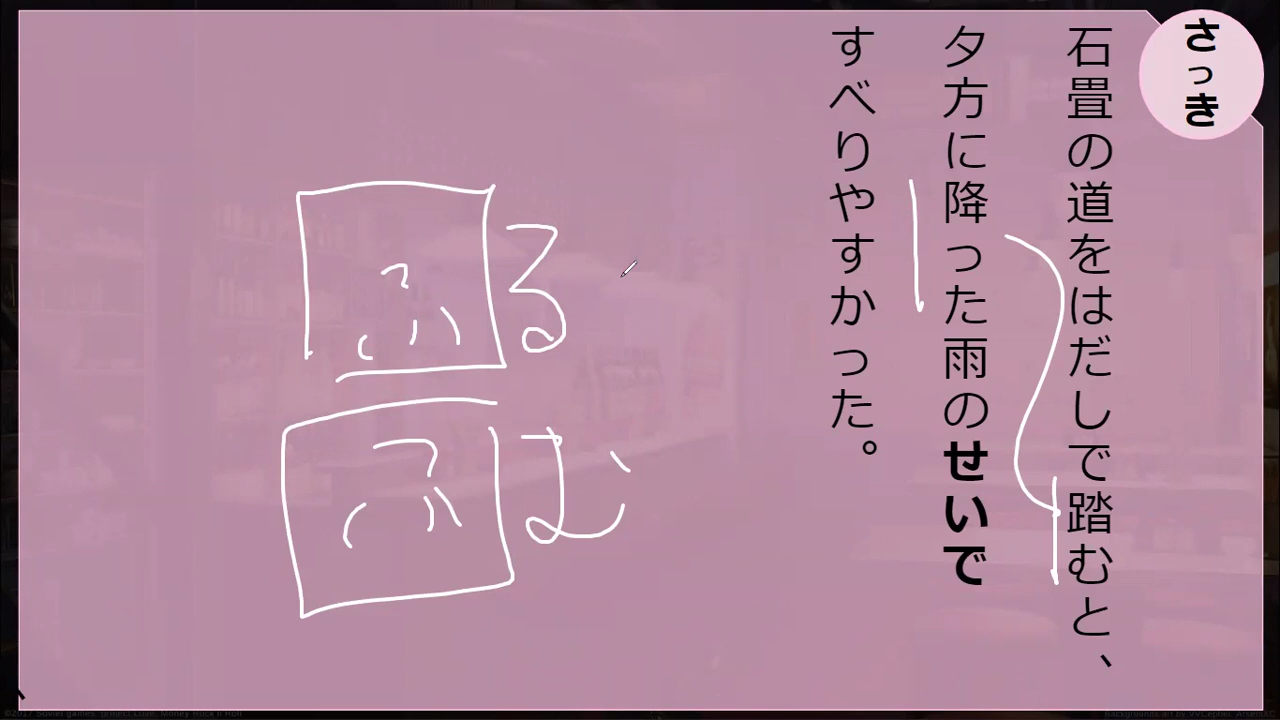 さっき
石畳の道をはだしで踏むと、
夕方に降った雨のせいで
すべりやすかった。
ふる
ふむ